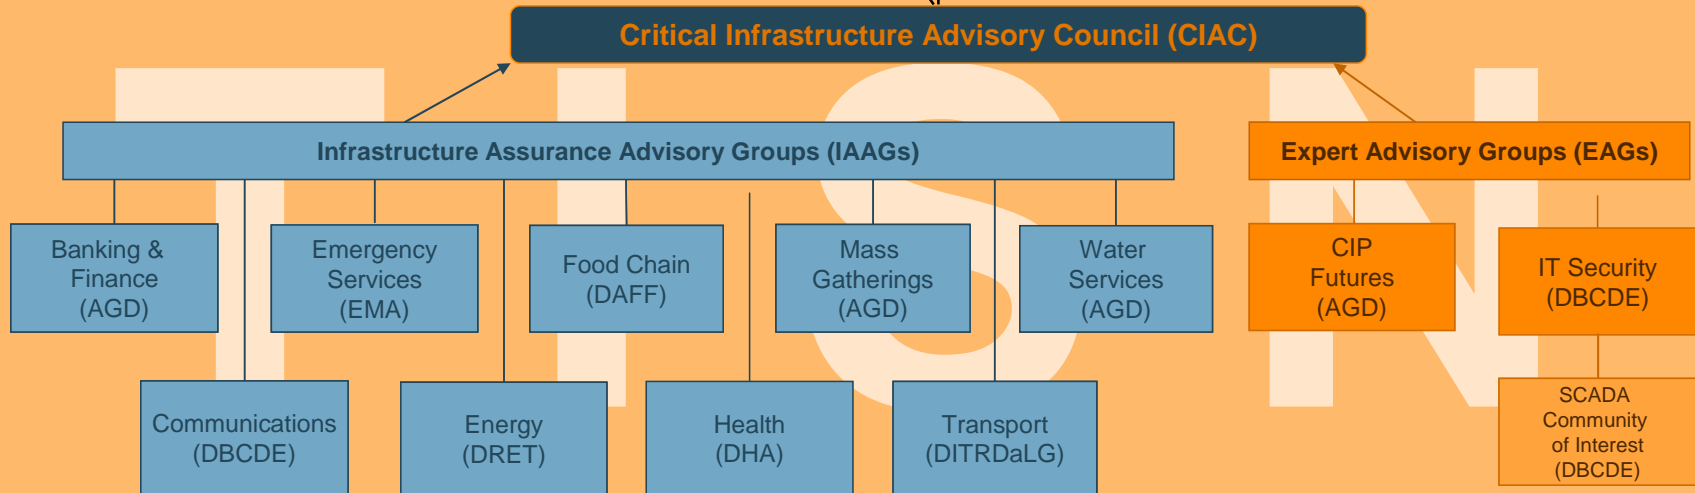 Critical Infrastructure Advisory Council (CIAC)
Infrastructure Assurance Advisory Groups (IAAGs)
Expert Advisory Groups (EAGs)
Banking &
Finance
(AGD)
Emergency
Services
(EMA)
Food Chain
(DAFF)
Mass
Gatherings
(AGD)
Water
Services
(AGD)
CIP
Futures
(AGD)
IT Security
(DBCDE)
Communications
(DBCDE)
Energy
(DRET)
Health
(DHA)
Transport
(DITRDaLG)
SCADA
Community
of Interest
(DBCDE)
TISN